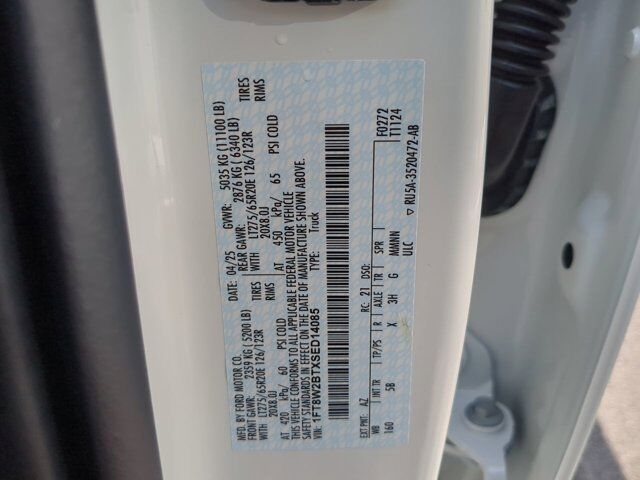 MFD. BY FORD MOTOR CO. DATE: 04/25 GVWR: 5035 KG (11100 LB)
FRONT GAWR: 2359 KG ( 5200 LB) REAR GAWR: 2876 KG ( 6340 LB)
LT275/65R20E 126/123R TIRES WITH LT275/65R20E 126/123R TIRES
20X8.0J RIMS 20X8.0J RIMS
AT 420 kPa/ 60 PSI COLD AT 450 kPa/ 65 PSI COLD
THIS VEHICLE CONFORMS TO ALL APPLICABLE FEDERAL MOTOR VEHICLE
SAFETY AND BUMPER STANDARDS IN EFFECT ON THE DATE OF MANUFACTURE SHOWN ABOVE.
VIN: 1FT8W2BTXSED14085 TYPE: Truck
F0272
T1124
EXT PNT: AZ RC: 21 DSO:
WB INT TR TP/PS R AXLE TR SPR
160 5B X 3H G MMNN
ULC ▽ RU5A-3520472-AB